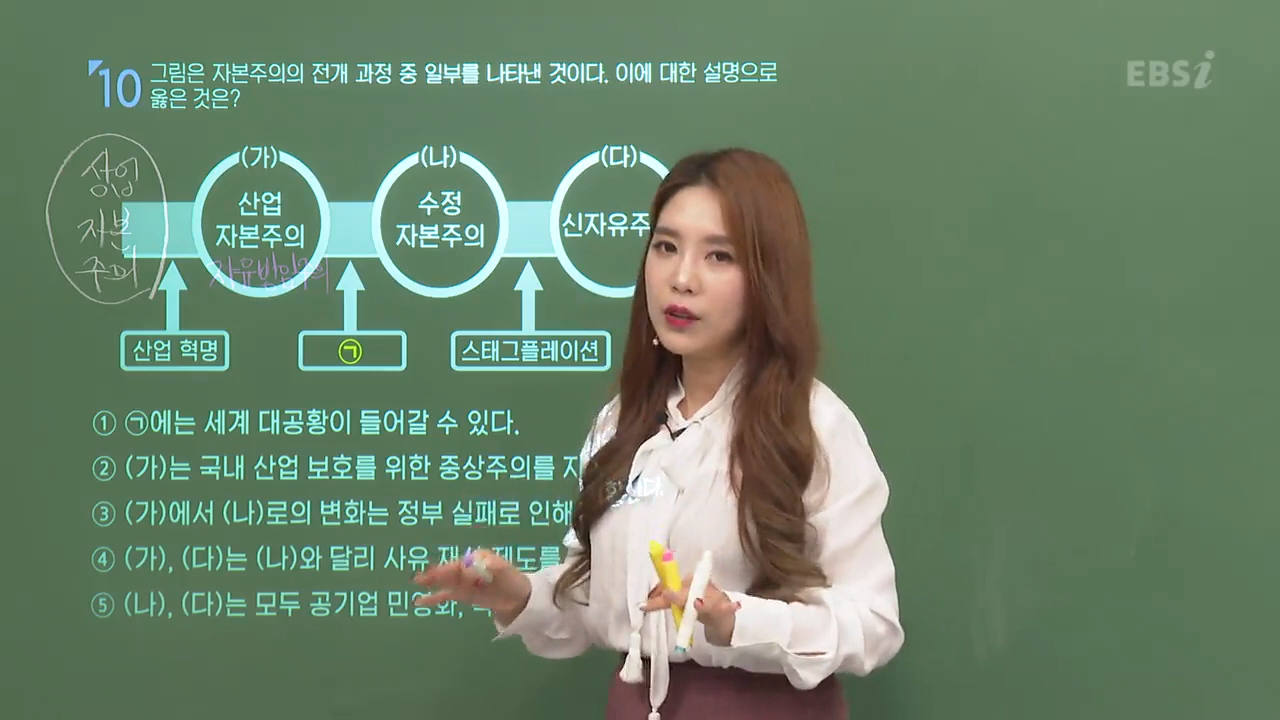 10 그림은 자본주의의 전개 과정 중 일부를 나타낸 것이다. 이에 대한 설명으로
옳은 것은?
EBSi
상업
자본
주의
(가)
산업
자본주의
자유방임주의
(나)
수정
자본주의
(다)
신자유주
산업 혁명
㉠
스태그플레이션
① ㉠에는 세계 대공황이 들어갈 수 있다.
② (가)는 국내 산업 보호를 위한 중상주의를
③ (가)에서 (나)로의 변화는 정부 실패로 인해
④ (가), (다)는 (나)와 달리 사유 재산 제도를
⑤ (나), (다)는 모두 공기업 민영화,